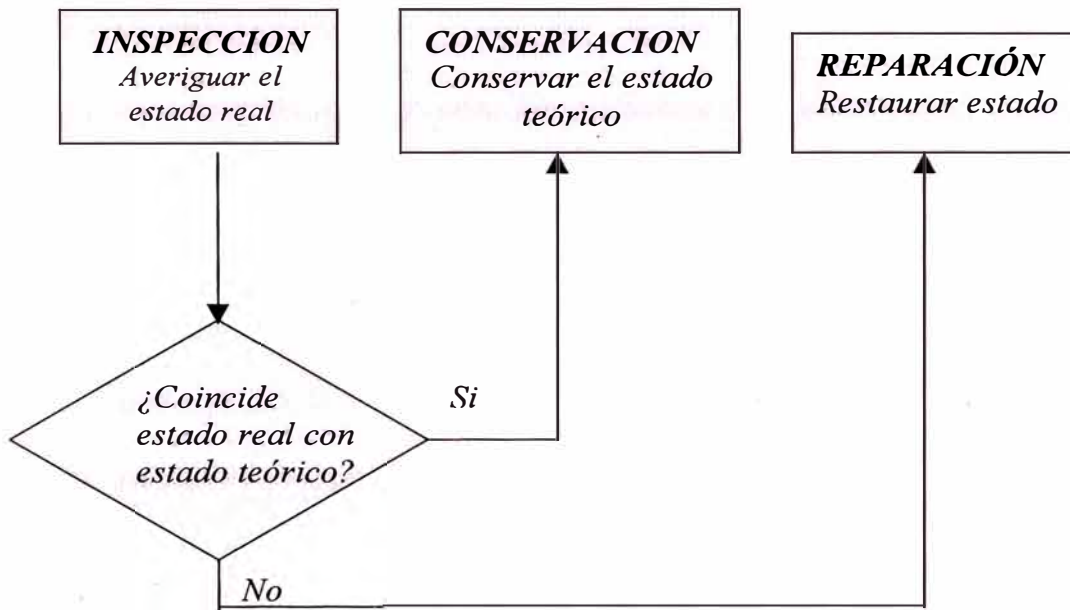 INSPECCION
Averiguar el
estado real
CONSERVACION
Conservar el estado
teórico
REPARACIÓN
Restaurar estado
¿Coincide
estado real con
estado teórico?
Si
No